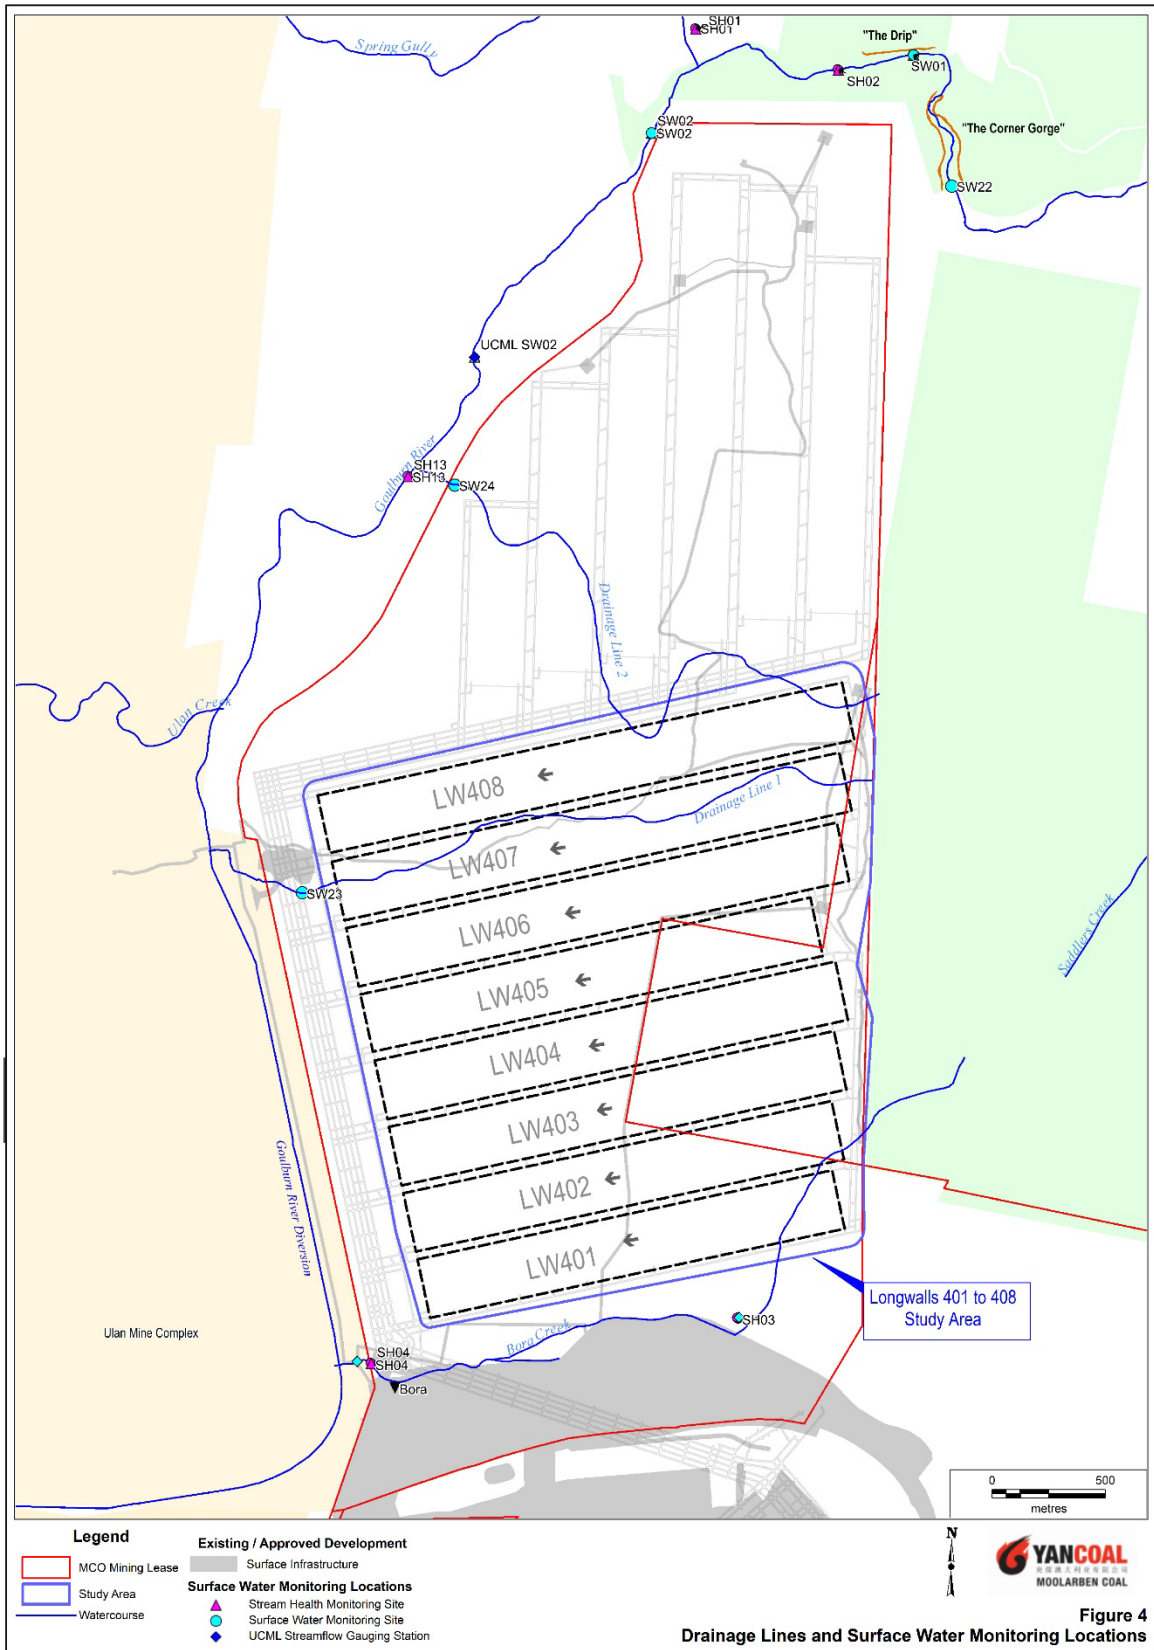 Spring Gully
SH01
SH01
"The Drip"
SW01
SH02
"The Corner Gorge"
SW02
SW02
SW22
UCML SW02
Goulburn River
SH13
SH13
SW24
Drainage Line 2
Ulan Creek
LW408
Drainage Line 1
LW407
SW23
LW406
Saddlers Creek
LW405
LW404
LW403
Goulburn River Diversion
LW402
LW401
Longwalls 401 to 408
Study Area
SH03
Ulan Mine Complex
Bora Creek
SH04
SH04
Bora
0 500
metres
Legend
MCO Mining Lease
Study Area
Watercourse
Existing / Approved Development
Surface Infrastructure
Surface Water Monitoring Locations
Stream Health Monitoring Site
Surface Water Monitoring Site
UCML Streamflow Gauging Station
N
YANCOAL
MOOLARBEN COAL
Figure 4
Drainage Lines and Surface Water Monitoring Locations